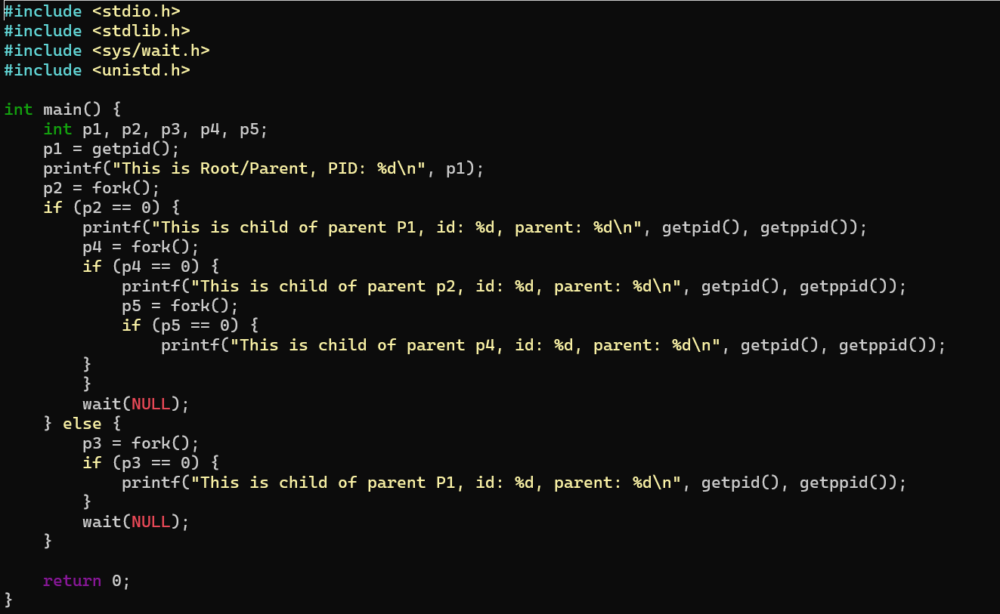 #include <stdio.h>
#include <stdlib.h>
#include <sys/wait.h>
#include <unistd.h>

int main() {
    int p1, p2, p3, p4, p5;
    p1 = getpid();
    printf("This is Root/Parent, PID: %d\n", p1);
    p2 = fork();
    if (p2 == 0) {
        printf("This is child of parent P1, id: %d, parent: %d\n", getpid(), getppid());
        p4 = fork();
        if (p4 == 0) {
            printf("This is child of parent p2, id: %d, parent: %d\n", getpid(), getppid());
            p5 = fork();
            if (p5 == 0) {
                printf("This is child of parent p4, id: %d, parent: %d\n", getpid(), getppid());
        }
        }
        wait(NULL);
    } else {
        p3 = fork();
        if (p3 == 0) {
            printf("This is child of parent P1, id: %d, parent: %d\n", getpid(), getppid());
        }
        wait(NULL);
    }

    return 0;
}